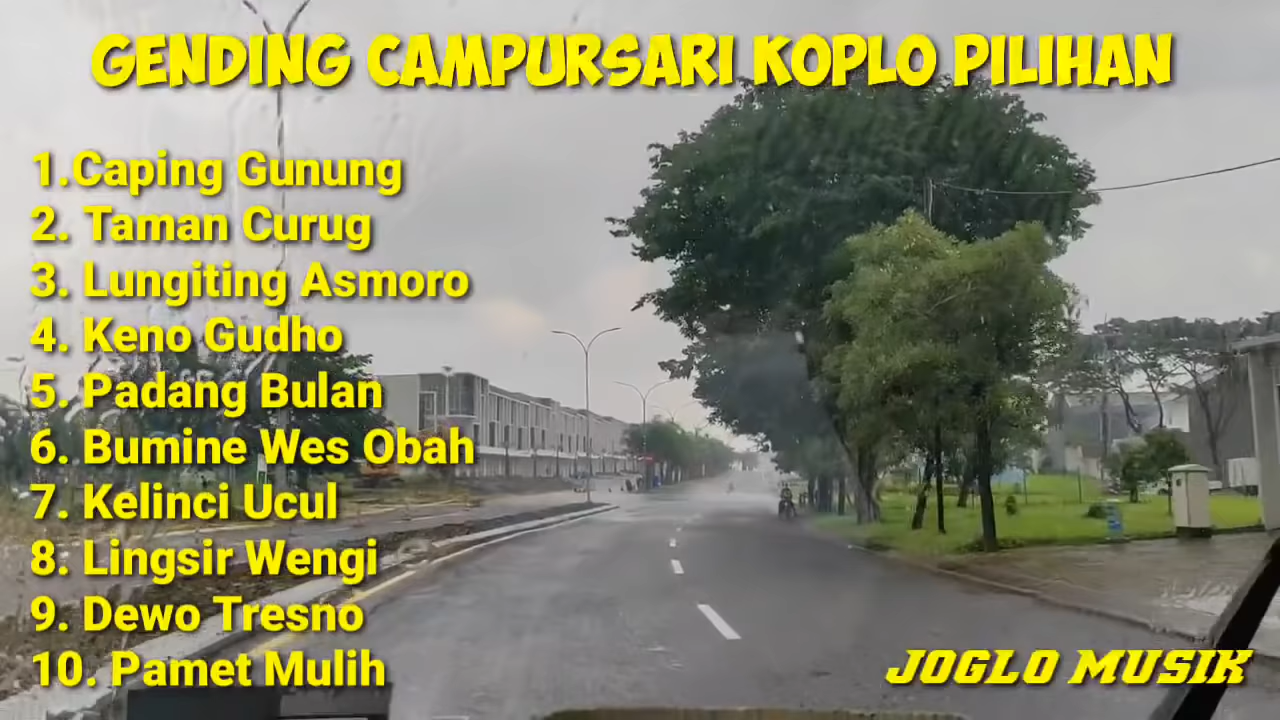 GENDING CAMPURSARI KOPLO PILIHAN
1.Caping Gunung
2. Taman Curug
3. Lungiting Asmoro
4. Keno Gudho
5. Padang Bulan
6. Bumine Wes Obah
7. Kelinci Ucul
8. Lingsir Wengi
9. Dewo Tresno
10. Pamet Mulih
JOGLO MUSIK